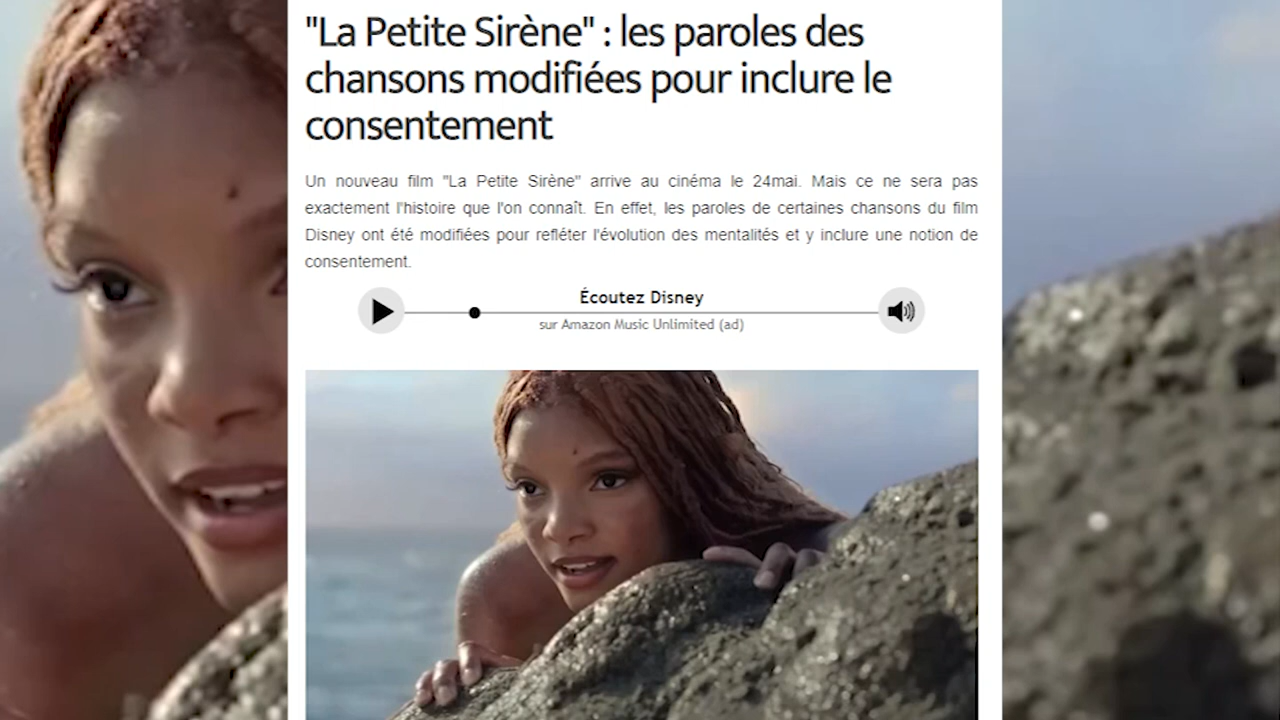 "La Petite Sirène" : les paroles des
chansons modifiées pour inclure le
consentement
Un nouveau film "La Petite Sirène" arrive au cinéma le 24mai. Mais ce ne sera pas
exactement l'histoire que l'on connaît. En effet, les paroles de certaines chansons du film
Disney ont été modifiées pour refléter l'évolution des mentalités et y inclure une notion de
consentement.
Écoutez Disney
sur Amazon Music Unlimited (ad)